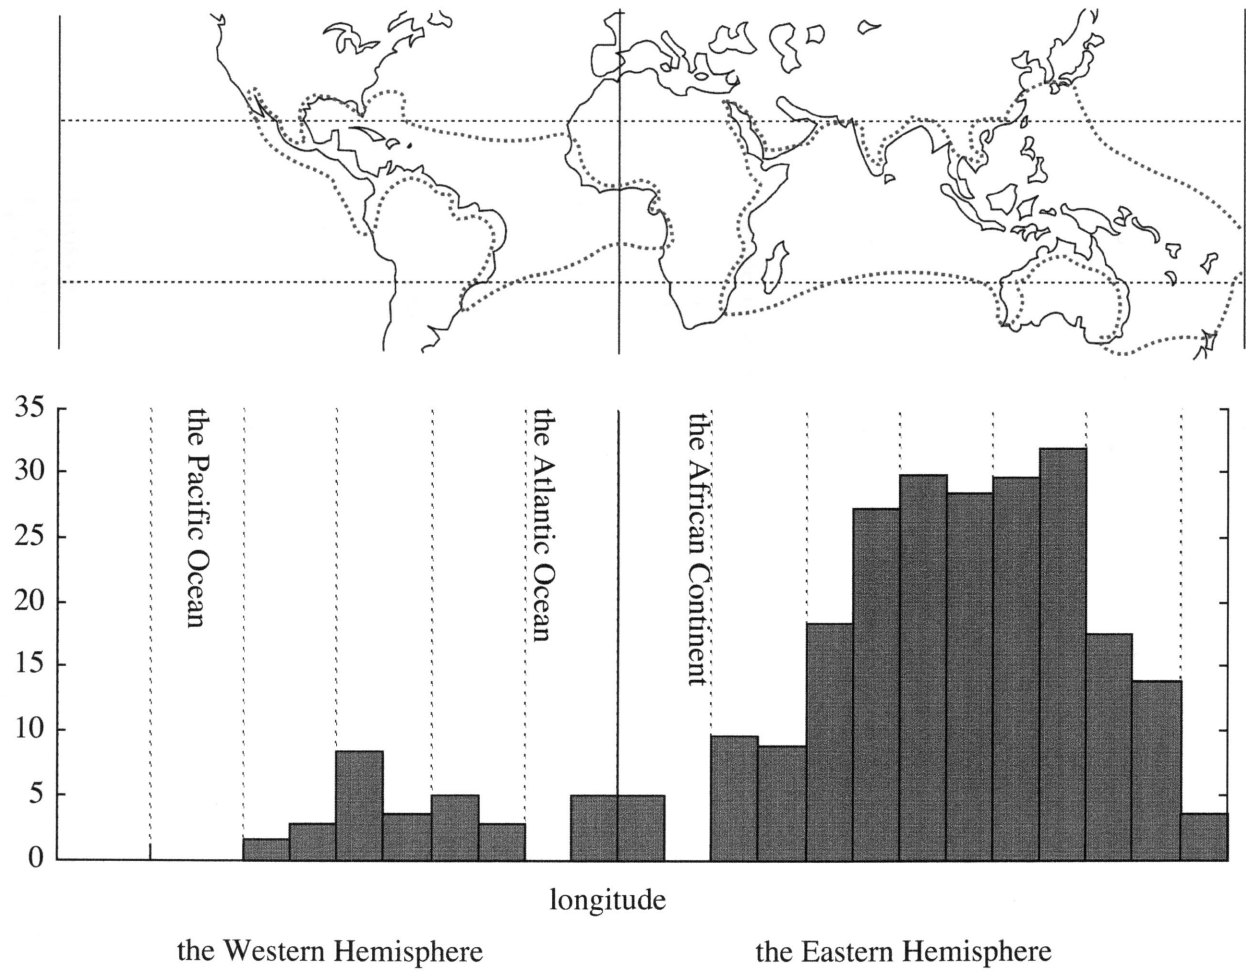 35
30
25
20
15
10
5
0
the Pacific Ocean
the Atlantic Ocean
the African Continent
longitude
the Western Hemisphere
the Eastern Hemisphere